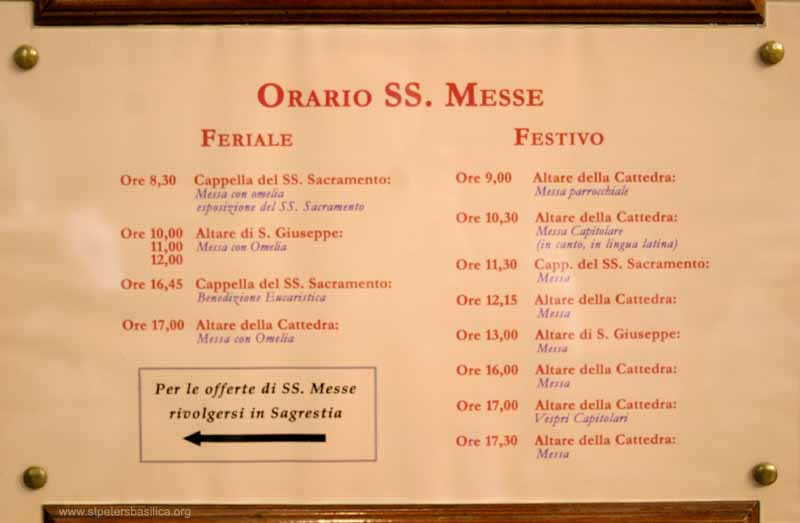 ORARIO SS. MESSE
FERIALE
Ore 8,30 Cappella del SS. Sacramento:
Messa con omelia
esposizione del SS. Sacramento
Ore 10,00 Altare di S. Giuseppe:
11,00 Messa con Omelia
12,00
Ore 16,45 Cappella del SS. Sacramento:
Benedizione Eucaristica
Ore 17,00 Altare della Cattedra:
Messa con Omelia
Per le offerte di SS. Messe
rivolgersi in Sagrestia
FESTIVO
Ore 9,00 Altare della Cattedra:
Messa parrocchiale
Ore 10,30 Altare della Cattedra:
Messa Capitolare
(in canto, in lingua latina)
Ore 11,30 Capp. del SS. Sacramento:
Messa
Ore 12,15 Altare della Cattedra:
Messa
Ore 13,00 Altare di S. Giuseppe:
Messa
Ore 16,00 Altare della Cattedra:
Messa
Ore 17,00 Altare della Cattedra:
Vespri Capitolari
Ore 17,30 Altare della Cattedra:
Messa
www.stpetersbasilica.org